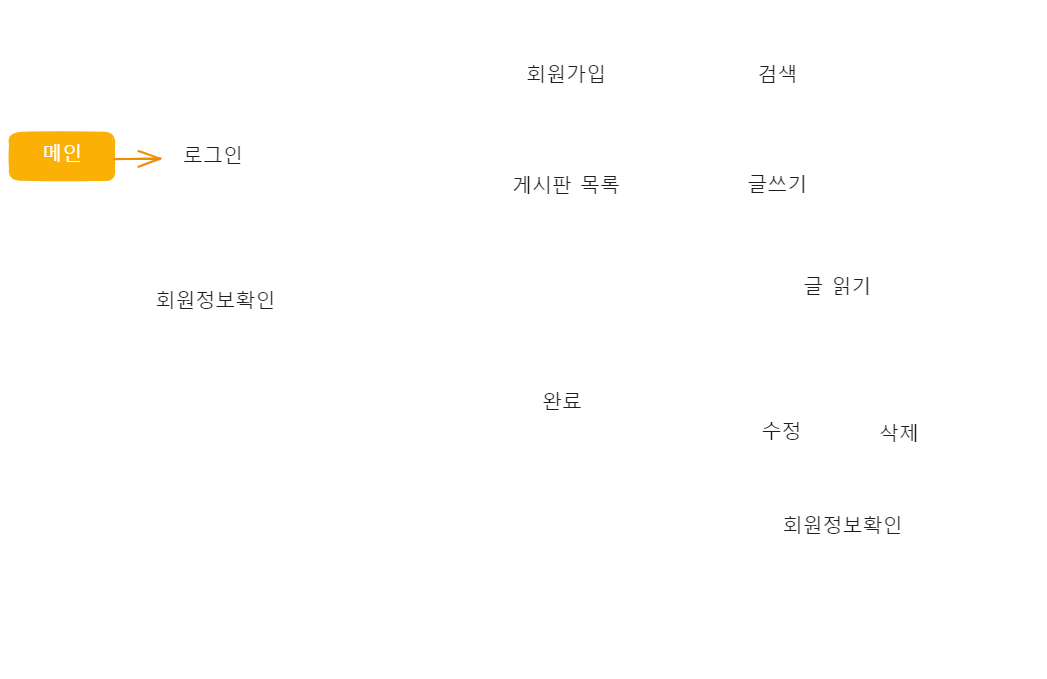 회원가입
검색
메인
로그인
게시판 목록
글쓰기
글 읽기
회원정보확인
완료
수정
삭제
회원정보확인